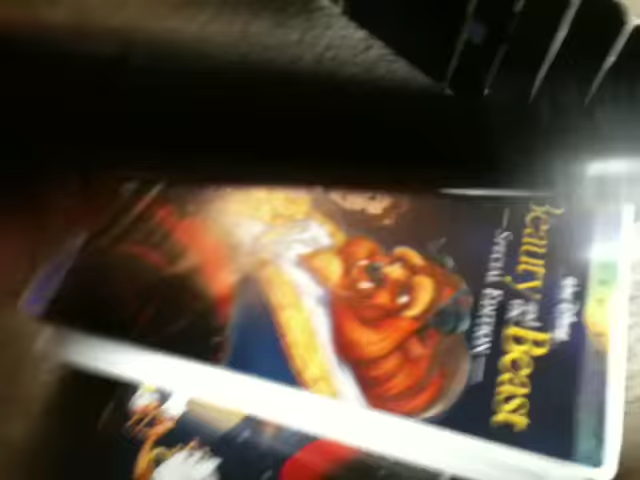 Walt Disney
Beauty and
the Beast
— SPECIAL EDITION —